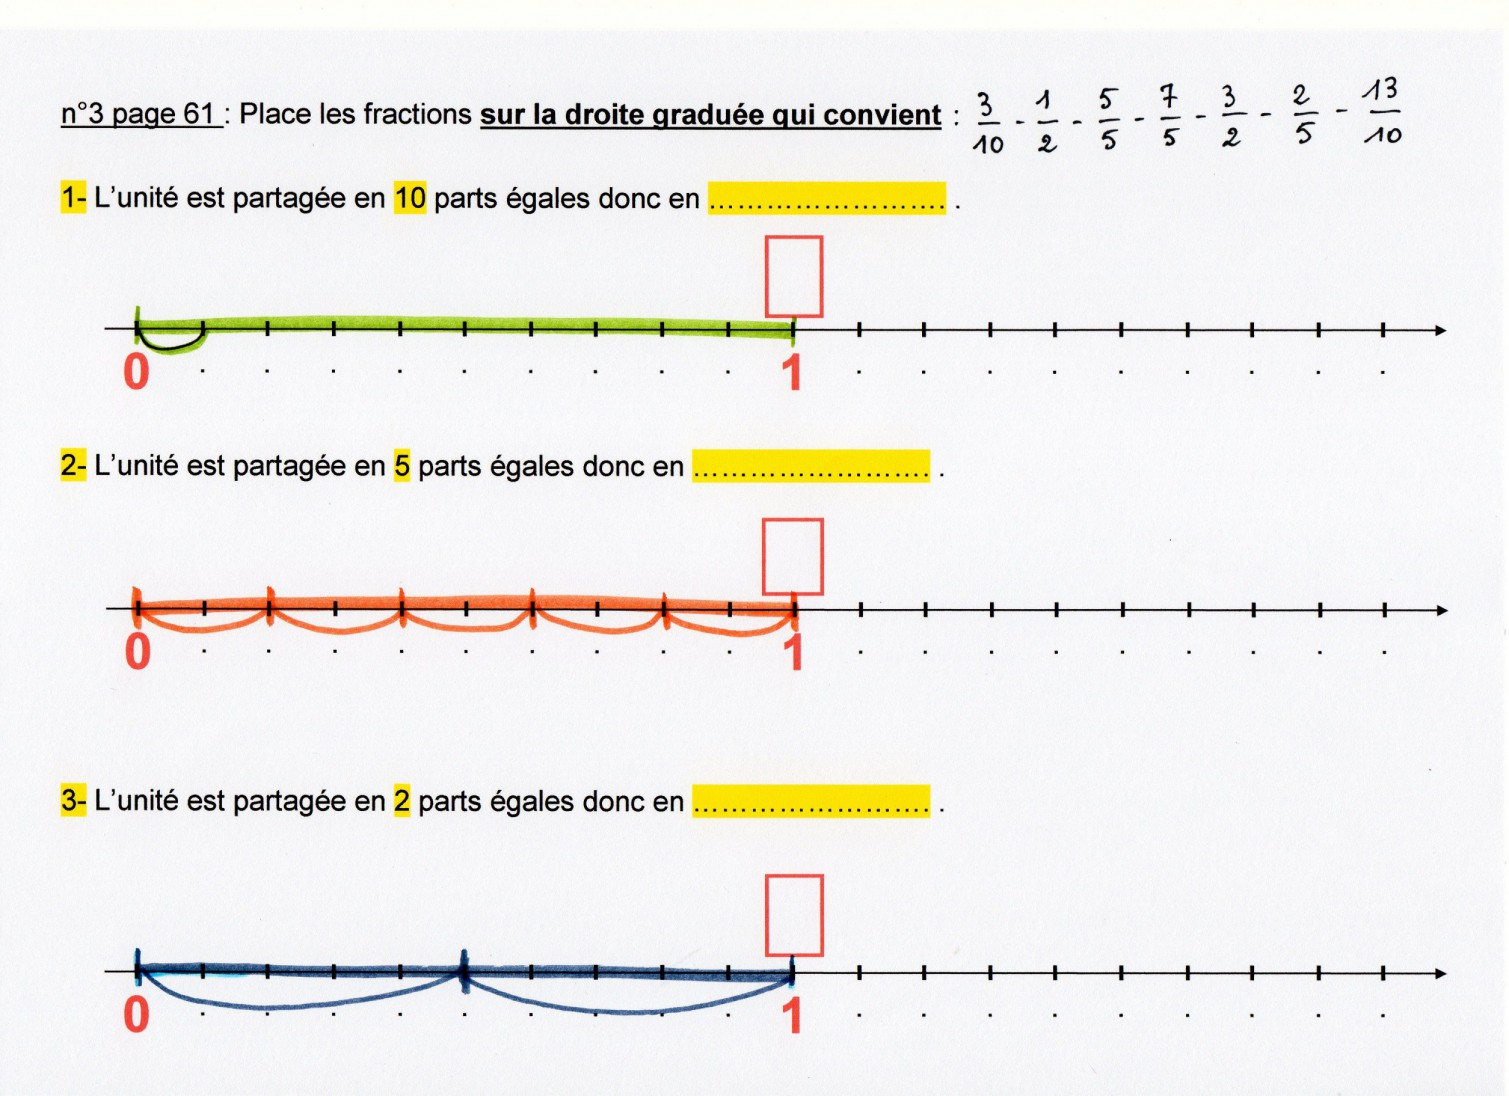 n°3 page 61 : Place les fractions sur la droite graduée qui convient : 3/10 - 1/2 - 5/5 - 7/5 - 3/2 - 2/5 - 13/10
1- L'unité est partagée en 10 parts égales donc en ........................ .
0 1
2- L'unité est partagée en 5 parts égales donc en ........................ .
0 1
3- L'unité est partagée en 2 parts égales donc en ........................ .
0 1